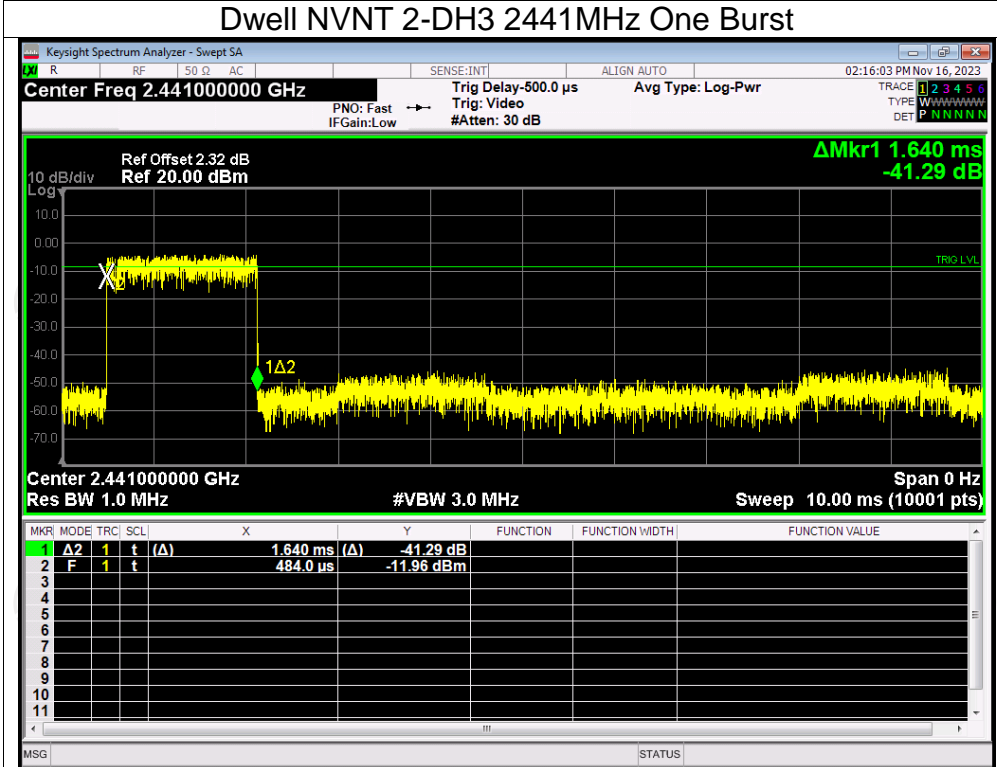 Dwell NVNT 2-DH3 2441MHz One Burst
Keysight Spectrum Analyzer - Swept SA
LXI R RF 50 Ω AC SENSE:INT ALIGN AUTO 02:16:03 PM Nov 16, 2023
Center Freq 2.441000000 GHz Trig Delay-500.0 µs Avg Type: Log-Pwr TRACE 1 2 3 4 5 6
PNO: Fast Trig: Video TYPE WWWWWW
IFGain:Low #Atten: 30 dB DET P N N N N N
ΔMkr1 1.640 ms
-41.29 dB
Ref Offset 2.32 dB
10 dB/div Ref 20.00 dBm
Log
10.0
0.00
TRIG LVL
-10.0
-20.0
-30.0
-40.0
1Δ2
-50.0
-60.0
-70.0
Center 2.441000000 GHz Span 0 Hz
Res BW 1.0 MHz #VBW 3.0 MHz Sweep 10.00 ms (10001 pts)
MKR MODE TRC SCL X Y FUNCTION FUNCTION WIDTH FUNCTION VALUE
1 Δ2 1 t (Δ) 1.640 ms (Δ) -41.29 dB
2 F 1 t 484.0 µs -11.96 dBm
3
4
5
6
7
8
9
10
11
MSG STATUS